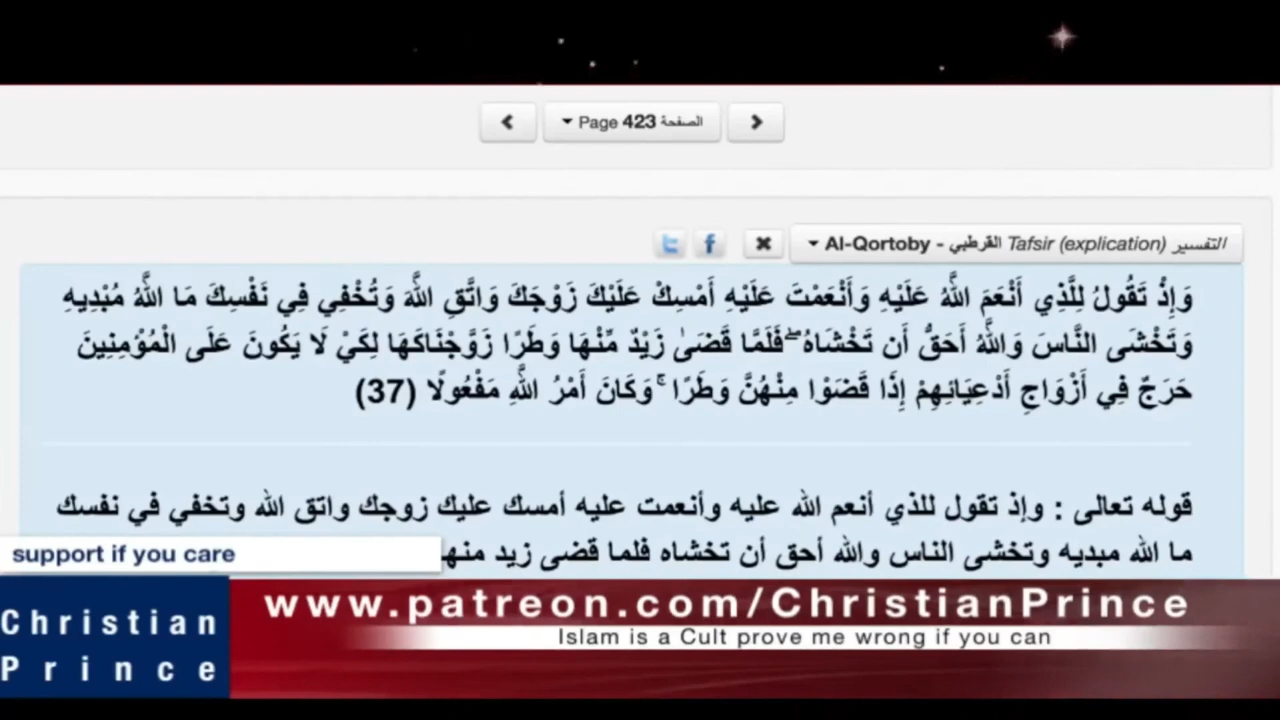 الصفحة Page 423
التفسير Tafsir (explication) القرطبي - Al-Qortoby
وَإِذْ تَقُولُ لِلَّذِي أَنْعَمَ اللَّهُ عَلَيْهِ وَأَنْعَمْتَ عَلَيْهِ أَمْسِكْ عَلَيْكَ زَوْجَكَ وَاتَّقِ اللَّهَ وَتُخْفِي فِي نَفْسِكَ مَا اللَّهُ مُبْدِيهِ
وَتَخْشَى النَّاسَ وَاللَّهُ أَحَقُّ أَن تَخْشَاهُ ۖ فَلَمَّا قَضَىٰ زَيْدٌ مِّنْهَا وَطَرًا زَوَّجْنَاكَهَا لِكَيْ لَا يَكُونَ عَلَى الْمُؤْمِنِينَ
حَرَجٌ فِي أَزْوَاجِ أَدْعِيَائِهِمْ إِذَا قَضَوْا مِنْهُنَّ وَطَرًا ۚ وَكَانَ أَمْرُ اللَّهِ مَفْعُولًا (37)
قوله تعالى : وإذ تقول للذي أنعم الله عليه وأنعمت عليه أمسك عليك زوجك واتق الله وتخفي في نفسك
ما الله مبديه وتخشى الناس والله أحق أن تخشاه فلما قضى زيد منها
support if you care
www.patreon.com/ChristianPrince
Islam is a Cult prove me wrong if you can
Christian
Prince